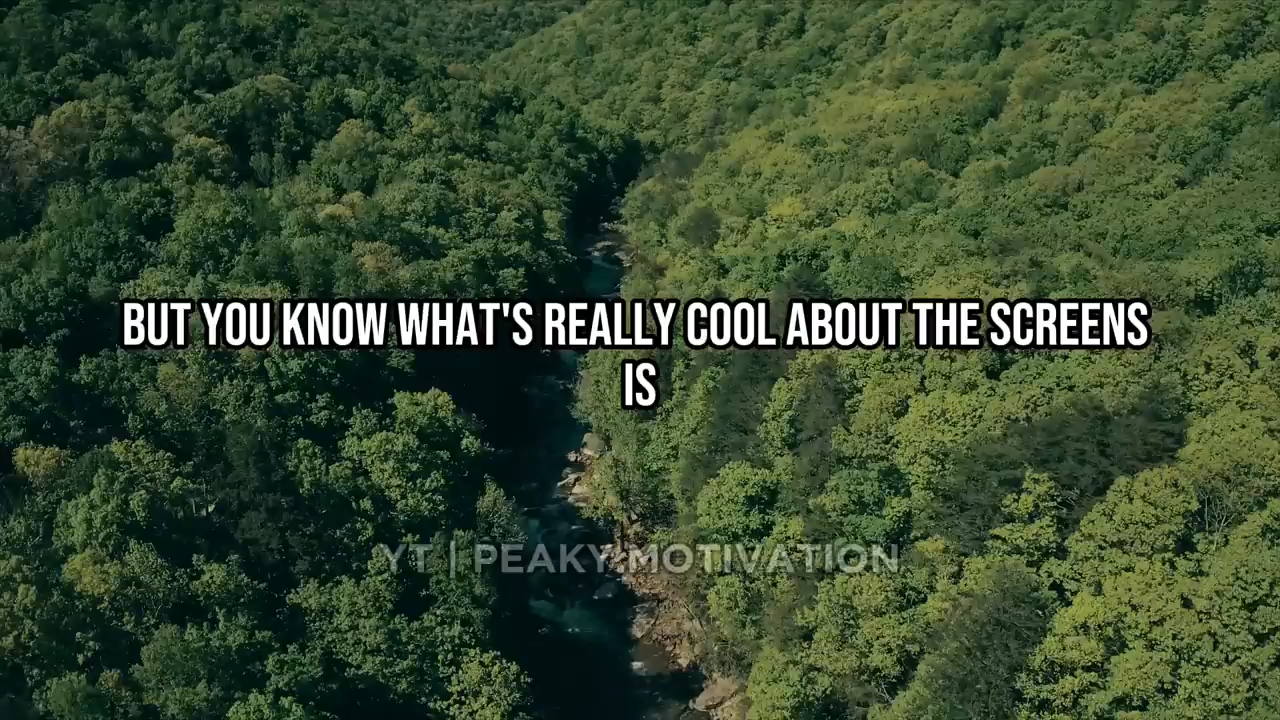 BUT YOU KNOW WHAT'S REALLY COOL ABOUT THE SCREENS
IS
YT | PEAKY MOTIVATION